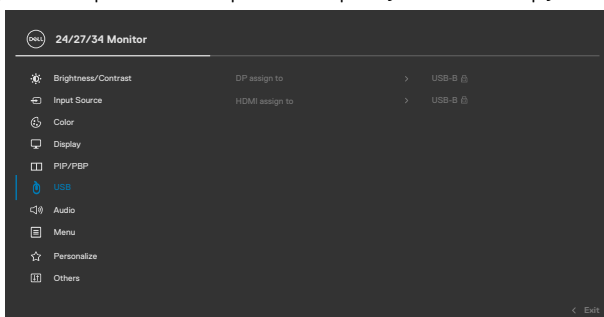 DELL 24/27/34 Monitor
Brightness/Contrast DP assign to > USB-B
Input Source HDMI assign to > USB-B
Color
Display
PIP/PBP
USB
Audio
Menu
Personalize
Others
< Exit